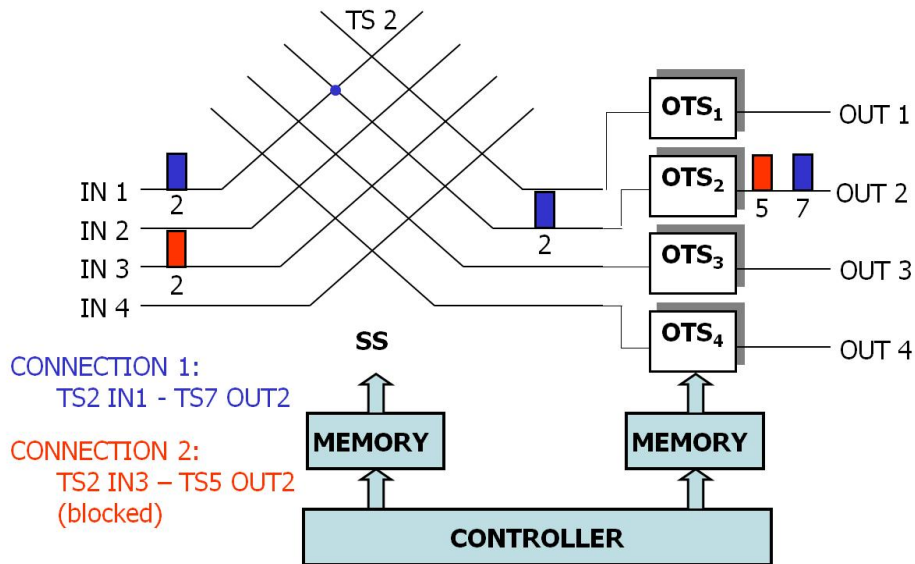 TS 2
OTS1
OUT 1
IN 1
2
OTS2
5 7
OUT 2
IN 2
2
IN 3
2
OTS3
OUT 3
IN 4
SS
OTS4
OUT 4
CONNECTION 1:
TS2 IN1 - TS7 OUT2
MEMORY
MEMORY
CONNECTION 2:
TS2 IN3 – TS5 OUT2
(blocked)
CONTROLLER